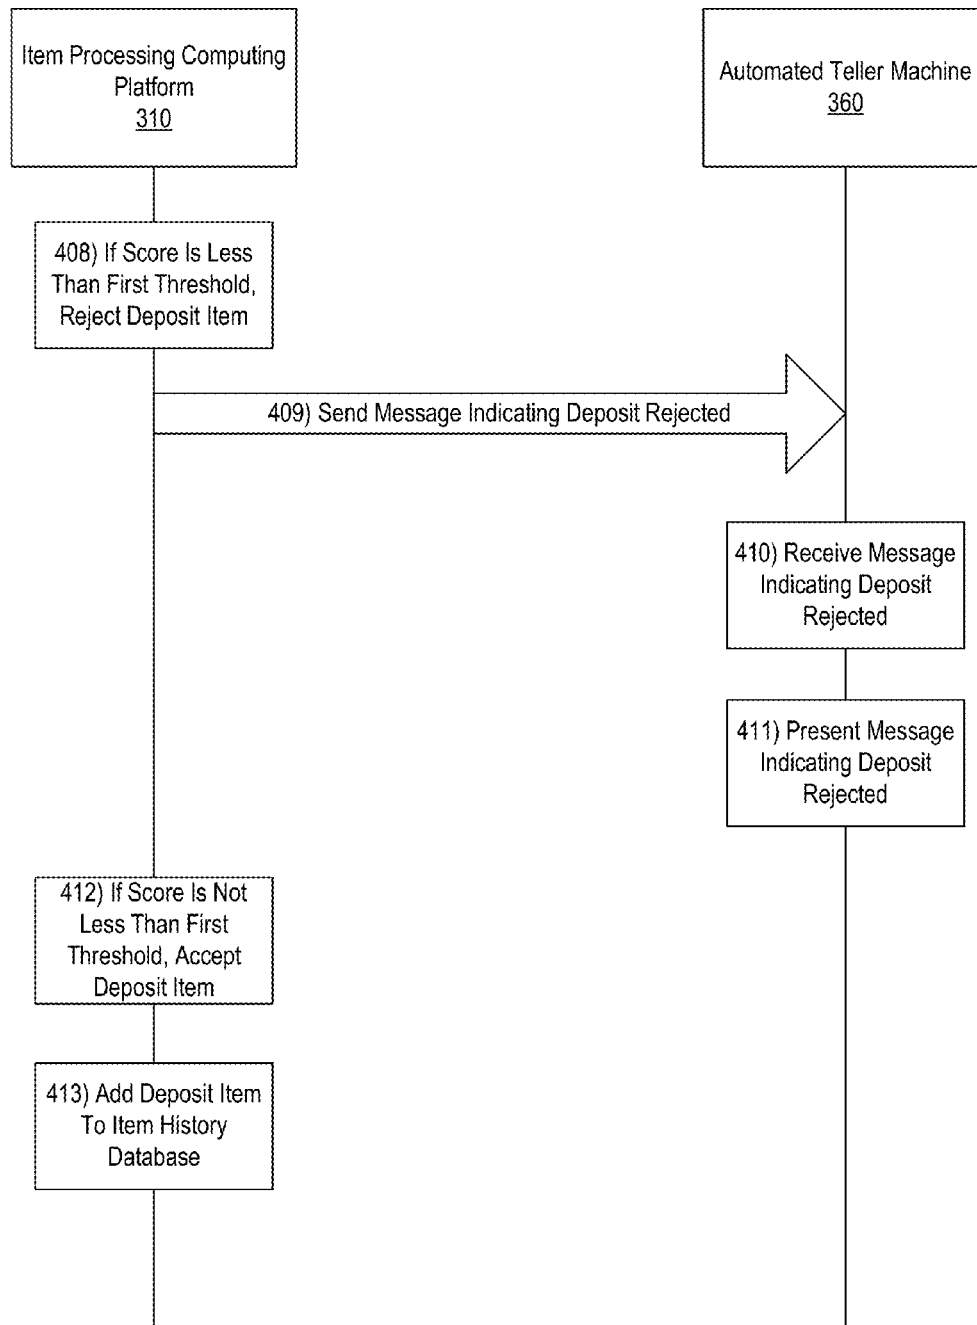 Item Processing Computing
Platform
310
Automated Teller Machine
360
408) If Score Is Less
Than First Threshold,
Reject Deposit Item
409) Send Message Indicating Deposit Rejected
410) Receive Message
Indicating Deposit
Rejected
411) Present Message
Indicating Deposit
Rejected
412) If Score Is Not
Less Than First
Threshold, Accept
Deposit Item
413) Add Deposit Item
To Item History
Database